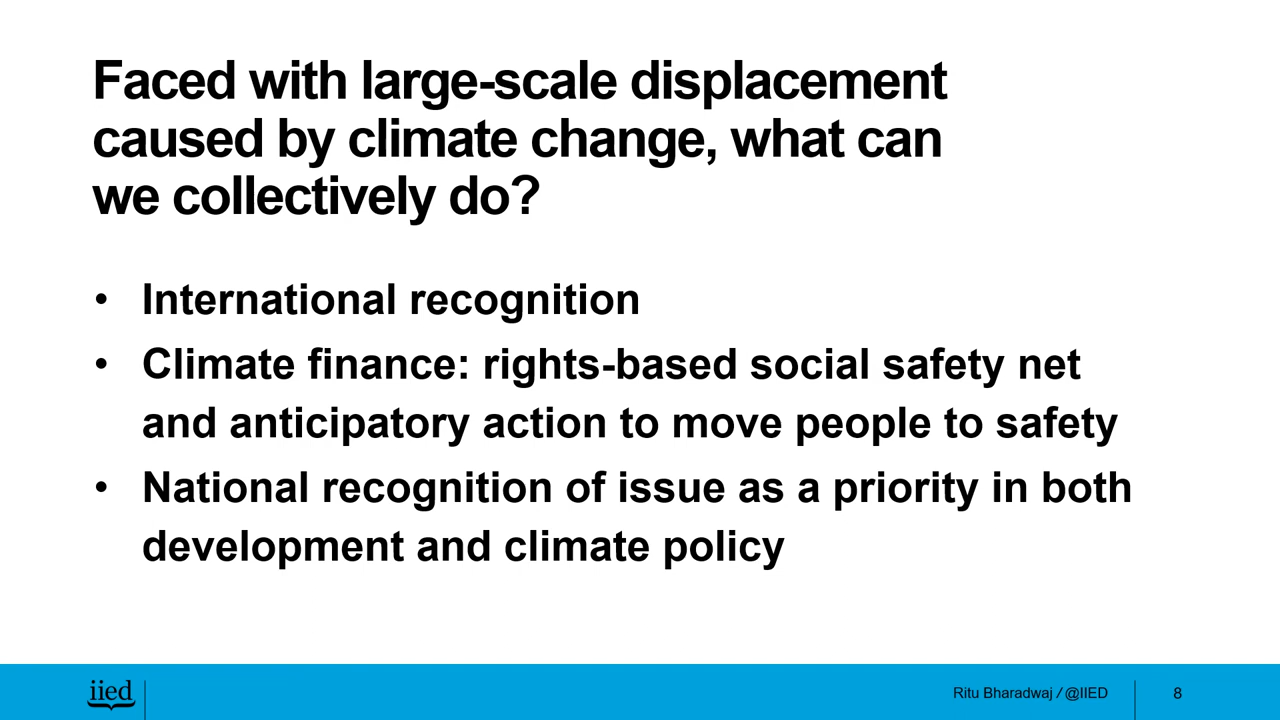 Faced with large-scale displacement
caused by climate change, what can
we collectively do?
• International recognition
• Climate finance: rights-based social safety net
and anticipatory action to move people to safety
• National recognition of issue as a priority in both
development and climate policy
iied
Ritu Bharadwaj / @IIED
8